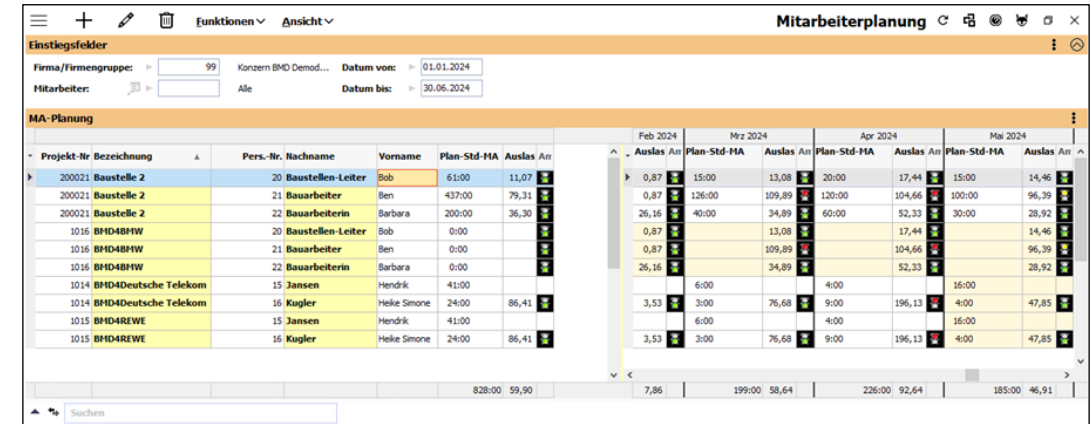 Funktionen Ansicht Mitarbeiterplanung
Einstiegsfelder
Firma/Firmengruppe: 99 Konzern BMD Demod... Datum von: 01.01.2024
Mitarbeiter: Alle Datum bis: 30.06.2024
MA-Planung
Feb 2024 Mrz 2024 Apr 2024 Mai 2024
Projekt-Nr Bezeichnung Pers.-Nr. Nachname Vorname Plan-Std-MA Auslas Am Auslas Am Plan-Std-MA Auslas Am Plan-Std-MA Auslas Am Plan-Std-MA Auslas Am
200021 Baustelle 2 20 Baustellen-Leiter Bob 61:00 11,07 0,87 15:00 13,08 20:00 17,44 15:00 14,46
200021 Baustelle 2 21 Bauarbeiter Ben 437:00 79,31 0,87 126:00 109,89 120:00 104,66 100:00 96,39
200021 Baustelle 2 22 Bauarbeiterin Barbara 200:00 36,30 26,16 40:00 34,89 60:00 52,33 30:00 28,92
1016 BMD4BMW 20 Baustellen-Leiter Bob 0:00 0,87 13,08 17,44 14,46
1016 BMD4BMW 21 Bauarbeiter Ben 0:00 0,87 109,89 104,66 96,39
1016 BMD4BMW 22 Bauarbeiterin Barbara 0:00 26,16 34,89 52,33 28,92
1014 BMD4Deutsche Telekom 15 Jansen Hendrik 41:00 6:00 4:00 16:00
1014 BMD4Deutsche Telekom 16 Kugler Heike Simone 24:00 86,41 3,53 3:00 76,68 9:00 196,13 4:00 47,85
1015 BMD4REWE 15 Jansen Hendrik 41:00 6:00 4:00 16:00
1015 BMD4REWE 16 Kugler Heike Simone 24:00 86,41 3,53 3:00 76,68 9:00 196,13 4:00 47,85
828:00 59,90 7,86 199:00 58,64 226:00 92,64 185:00 46,91
Suchen